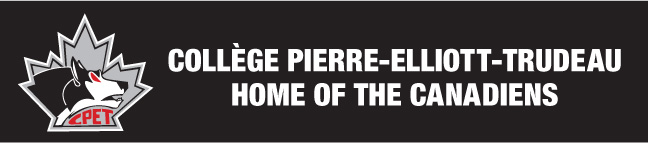 COLLÈGE PIERRE-ELLIOTT-TRUDEAU
HOME OF THE CANADIENS
CPET